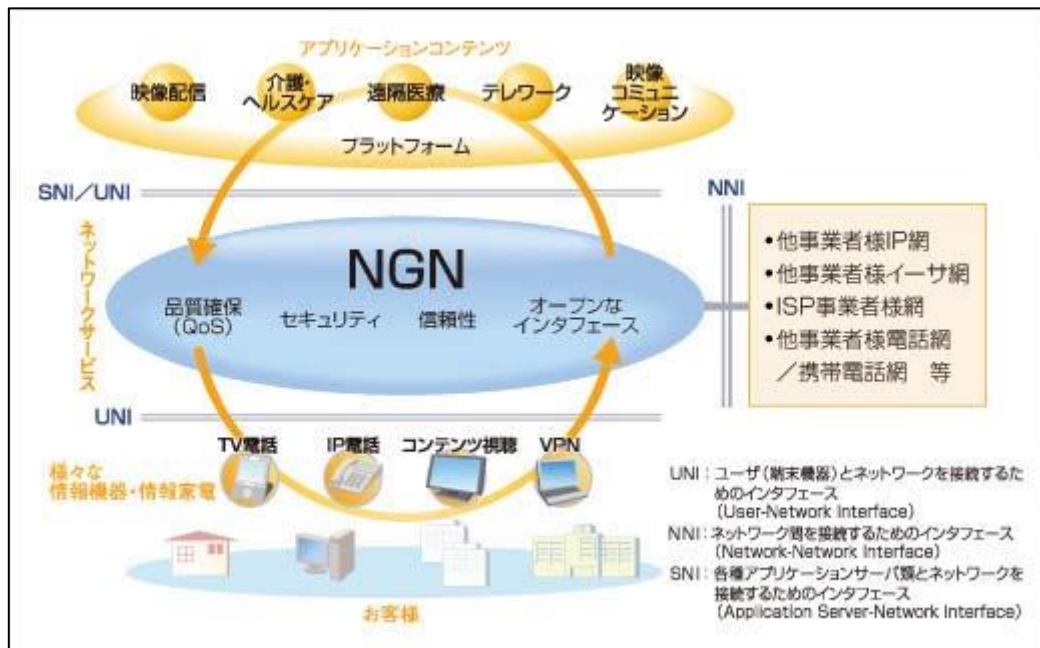 アプリケーションコンテンツ
映像配信
介護・
ヘルスケア
遠隔医療
テレワーク
映像
コミュニ
ケーション
プラットフォーム
SNI／UNI
NNI
ネットワークサービス
NGN
品質確保
(QoS)
セキュリティ
信頼性
オープンな
インタフェース
•他事業者様IP網
•他事業者様イーサ網
•ISP事業者様網
•他事業者様電話網
／携帯電話網　等
UNI
TV電話
IP電話
コンテンツ視聴
VPN
様々な
情報機器・情報家電
お客様
UNI：ユーザ（端末機器）とネットワークを接続するた
めのインタフェース
（User-Network Interface）
NNI：ネットワーク間を接続するためのインタフェース
（Network-Network Interface）
SNI：各種アプリケーションサーバ類とネットワークを
接続するためのインタフェース
（Application Server-Network Interface）